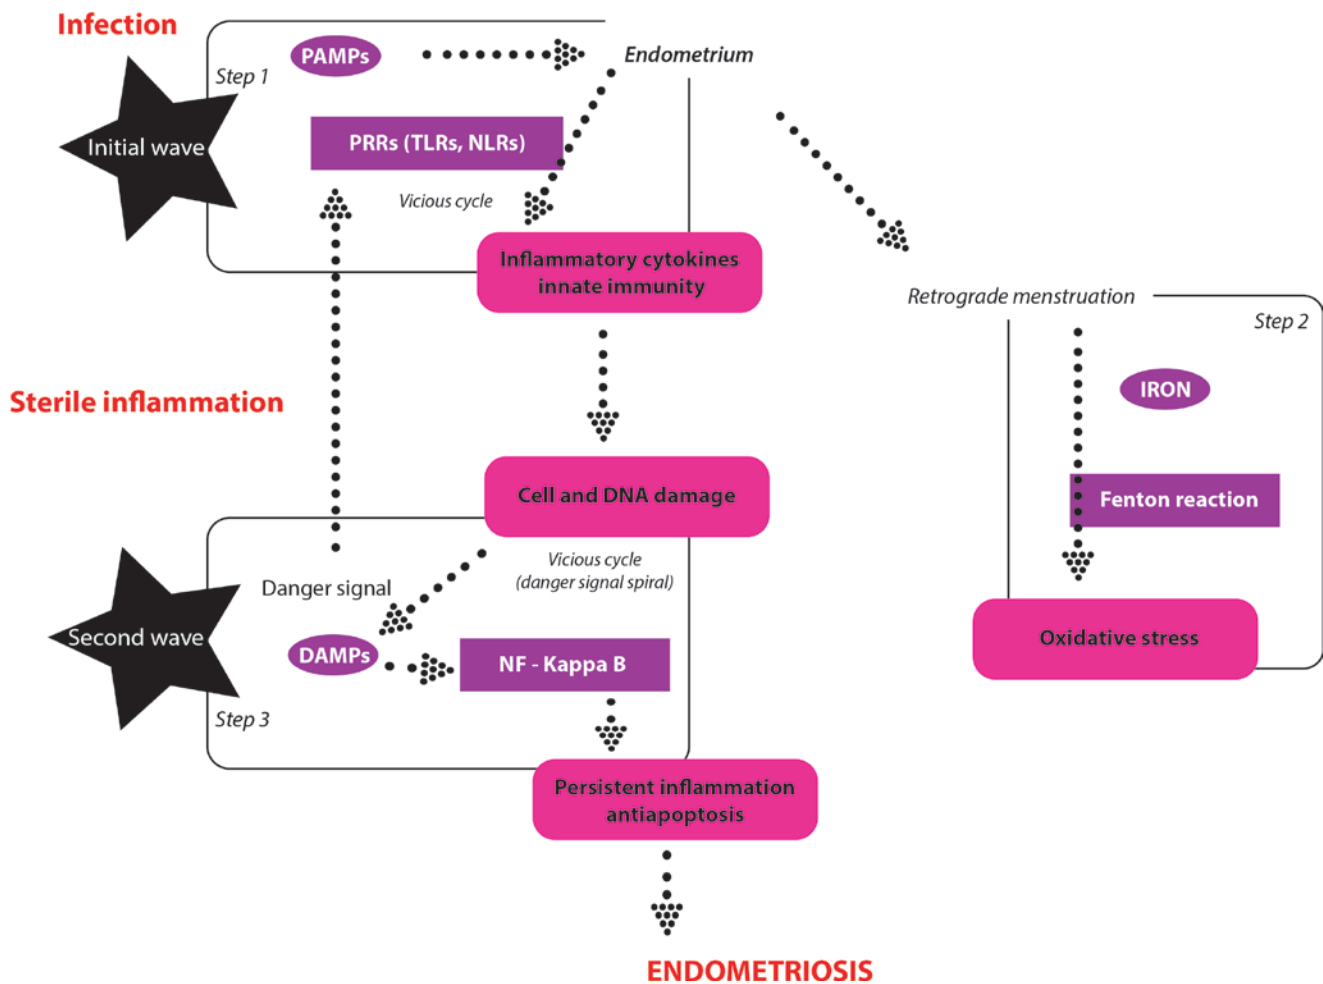 Infection
PAMPs
Endometrium
Step 1
Initial wave
PRRs (TLRs, NLRs)
Vicious cycle
Inflammatory cytokines
innate immunity
Retrograde menstruation
Step 2
IRON
Sterile inflammation
Cell and DNA damage
Fenton reaction
Vicious cycle
(danger signal spiral)
Danger signal
Second wave
DAMPs
NF - Kappa B
Oxidative stress
Step 3
Persistent inflammation
antiapoptosis
ENDOMETRIOSIS